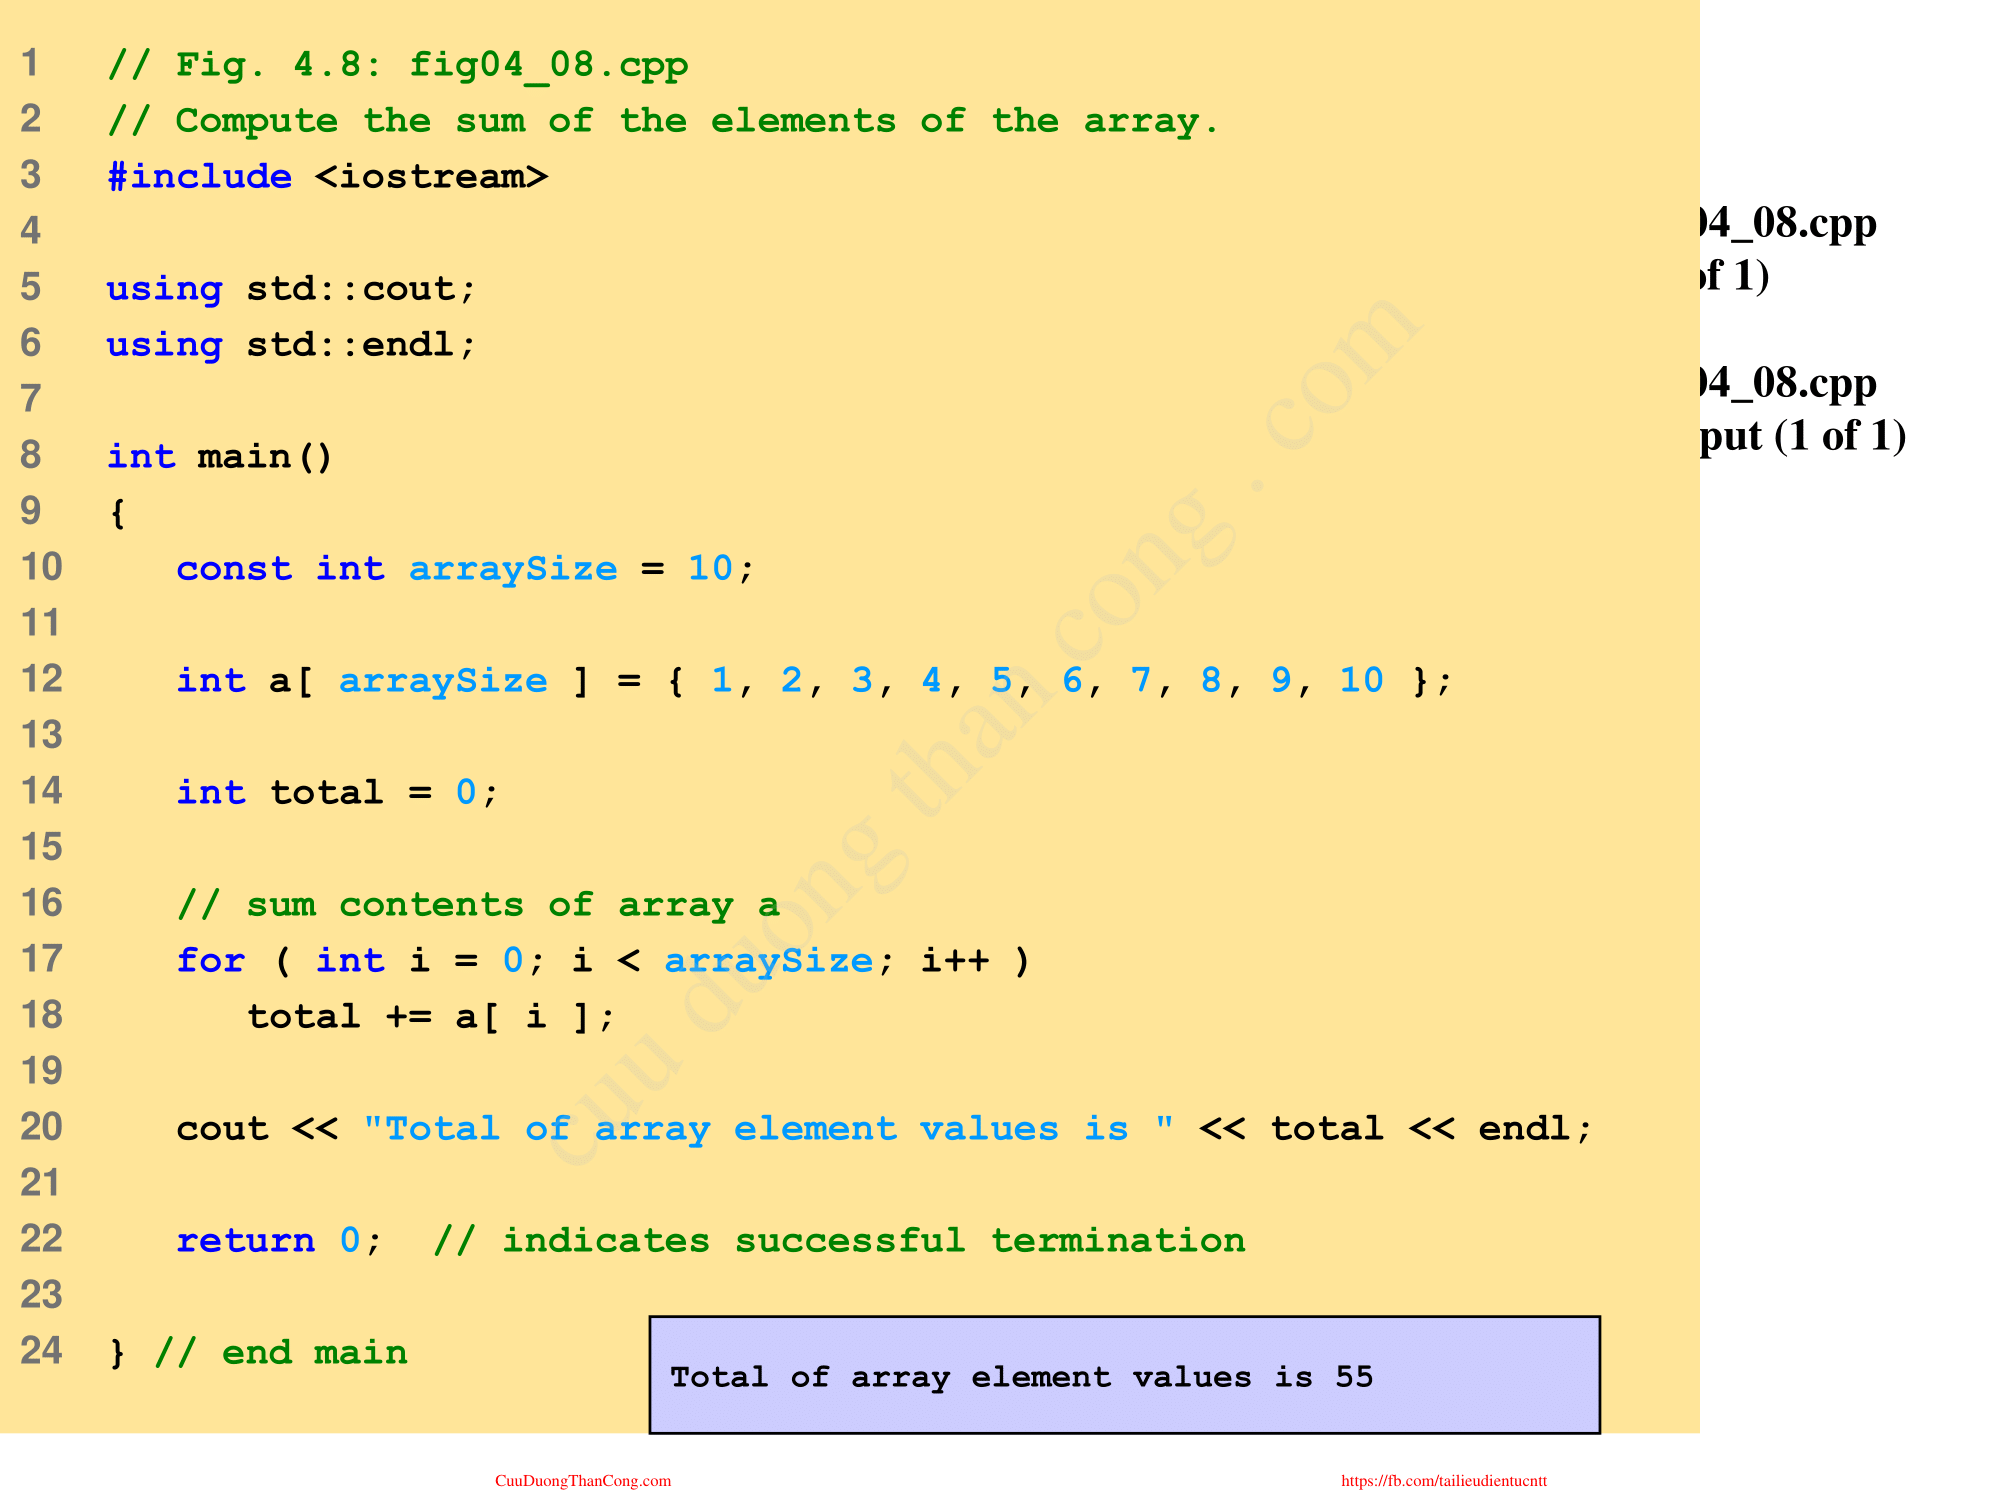 1 // Fig. 4.8: fig04_08.cpp
2 // Compute the sum of the elements of the array.
3 #include <iostream>
4
5 using std::cout;
6 using std::endl;
7
8 int main()
9 {
10 const int arraySize = 10;
11
12 int a[ arraySize ] = { 1, 2, 3, 4, 5, 6, 7, 8, 9, 10 };
13
14 int total = 0;
15
16 // sum contents of array a
17 for ( int i = 0; i < arraySize; i++ )
18 total += a[ i ];
19
20 cout << "Total of array element values is " << total << endl;
21
22 return 0; // indicates successful termination
23
24 } // end main
Total of array element values is 55
04_08.cpp
of 1)
04_08.cpp
put (1 of 1)
cuu duong than cong . com
CuuDuongThanCong.com
https://fb.com/tailieudientucntt